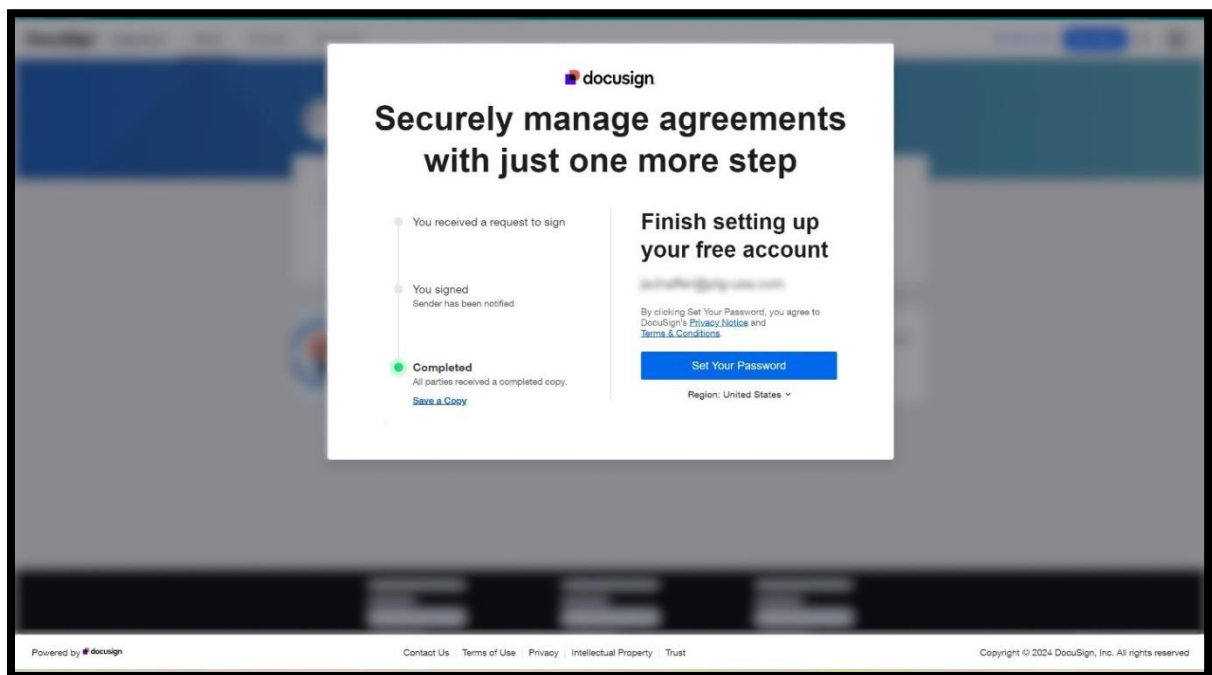 docusign
Securely manage agreements
with just one more step
You received a request to sign
You signed
Sender has been notified
Completed
All parties received a completed copy.
Save a Copy
Finish setting up
your free account
By clicking Set Your Password, you agree to
DocuSign's Privacy Notice and
Terms & Conditions.
Set Your Password
Region: United States
Powered by docusign
Contact Us | Terms of Use | Privacy | Intellectual Property | Trust
Copyright © 2024 DocuSign, Inc. All rights reserved